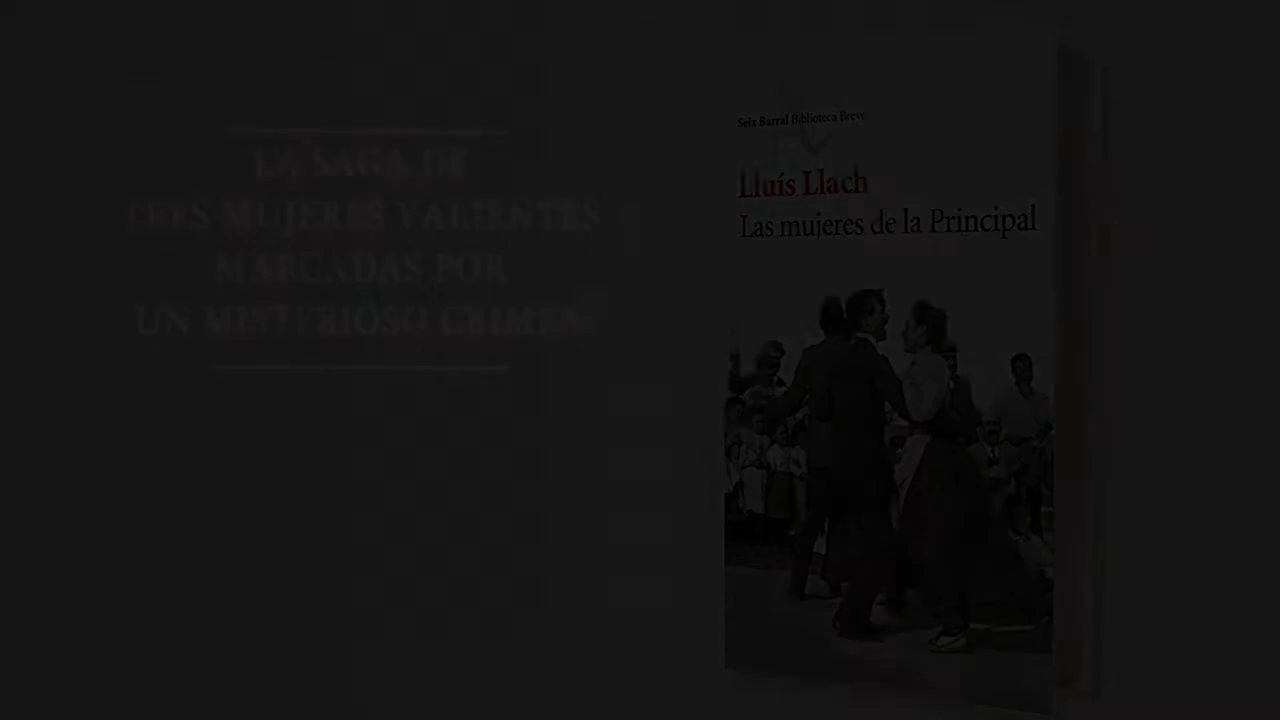 LA SAGA DE
TRES MUJERES VALIENTES
MARCADAS POR
UN MISTERIOSO CRIMEN
Seix Barral Biblioteca Breve
Lluís Llach
Las mujeres de la Principal